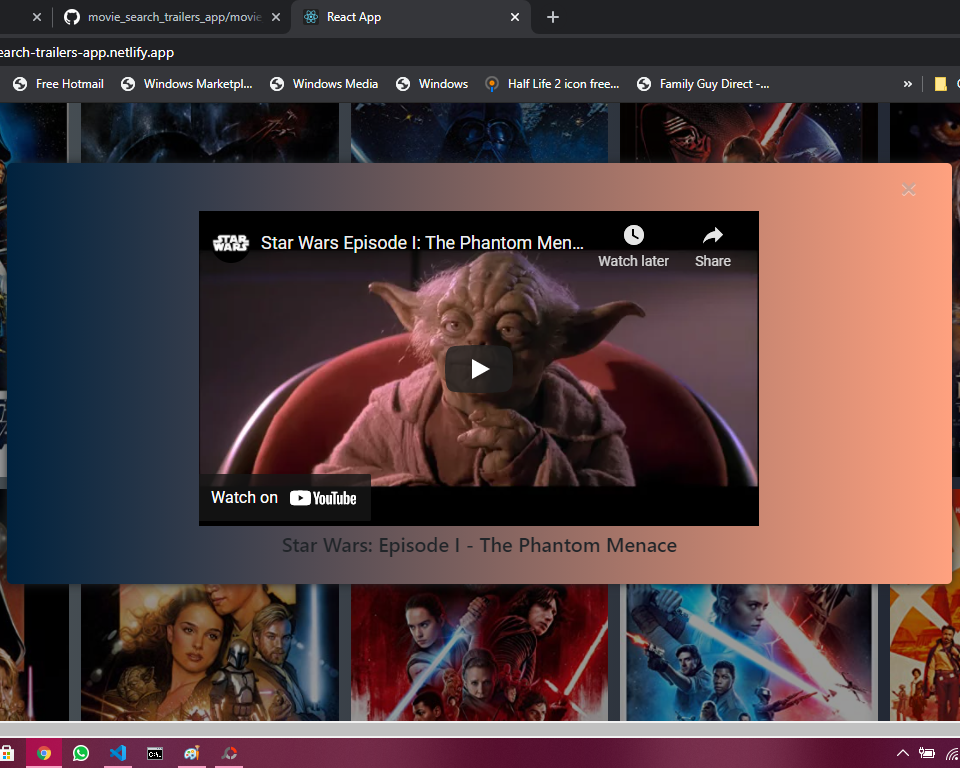 movie_search_trailers_app/movie
React App
earch-trailers-app.netlify.app
Free Hotmail
Windows Marketpl...
Windows Media
Windows
Half Life 2 icon free...
Family Guy Direct -...
»
STAR WARS
Star Wars Episode I: The Phantom Men...
Watch later
Share
Watch on YouTube
Star Wars: Episode I - The Phantom Menace